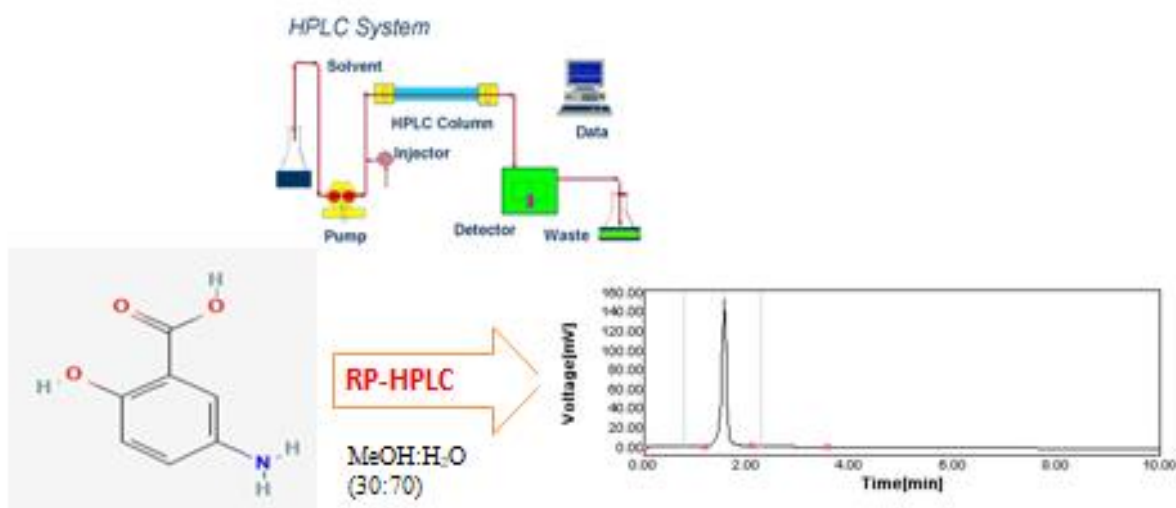 HPLC System
Solvent
HPLC Column
Injector
Data
Pump
Detector
Waste
H
O
O
H
O
N
H
H
RP-HPLC
MeOH:H₂O
(30:70)
Voltage[mV]
160.00
140.00
120.00
100.00
80.00
60.00
40.00
20.00
0.00
0.00 2.00 4.00 6.00 8.00 10.00
Time[min]